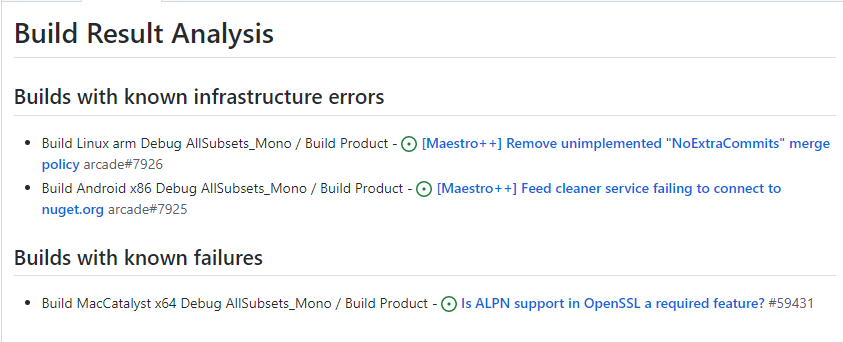 Build Result Analysis
Builds with known infrastructure errors
Build Linux arm Debug AllSubsets_Mono / Build Product - [Maestro++] Remove unimplemented "NoExtraCommits" merge
policy arcade#7926
Build Android x86 Debug AllSubsets_Mono / Build Product - [Maestro++] Feed cleaner service failing to connect to
nuget.org arcade#7925
Builds with known failures
Build MacCatalyst x64 Debug AllSubsets_Mono / Build Product - Is ALPN support in OpenSSL a required feature? #59431